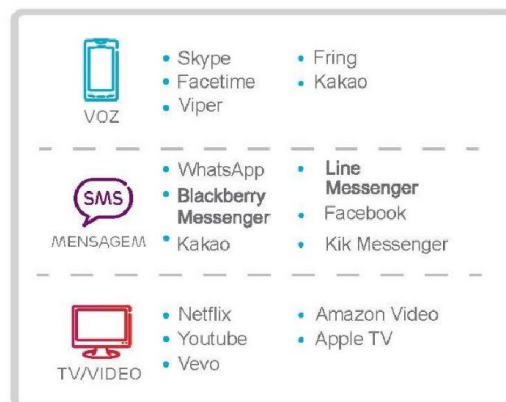 VOZ
• Skype
• Facetime
• Viper
• Fring
• Kakao
SMS
MENSAGEM
• WhatsApp
• Blackberry
Messenger
• Kakao
• Line
Messenger
• Facebook
• Kik Messenger
TV/VIDEO
• Netflix
• Youtube
• Vevo
• Amazon Video
• Apple TV